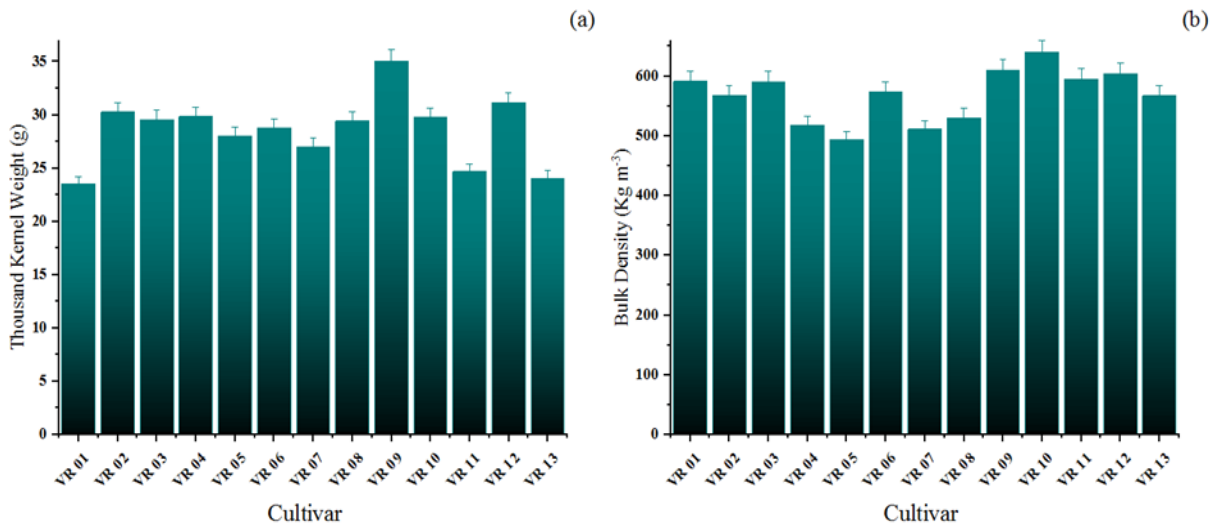 (a)
Thousand Kernel Weight (g)
35
30
25
20
15
10
5
0
VR 01 VR 02 VR 03 VR 04 VR 05 VR 06 VR 07 VR 08 VR 09 VR 10 VR 11 VR 12 VR 13
Cultivar
(b)
Bulk Density (Kg m⁻³)
600
500
400
300
200
100
0
VR 01 VR 02 VR 03 VR 04 VR 05 VR 06 VR 07 VR 08 VR 09 VR 10 VR 11 VR 12 VR 13
Cultivar